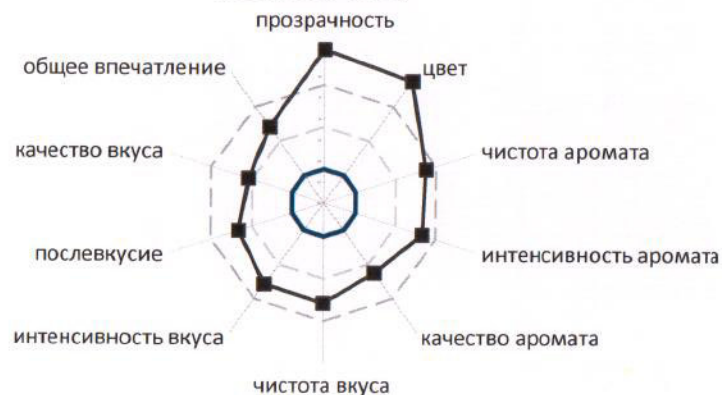 прозрачность
цвет
общее впечатление
качество вкуса
чистота аромата
послевкусие
интенсивность аромата
интенсивность вкуса
качество аромата
чистота вкуса